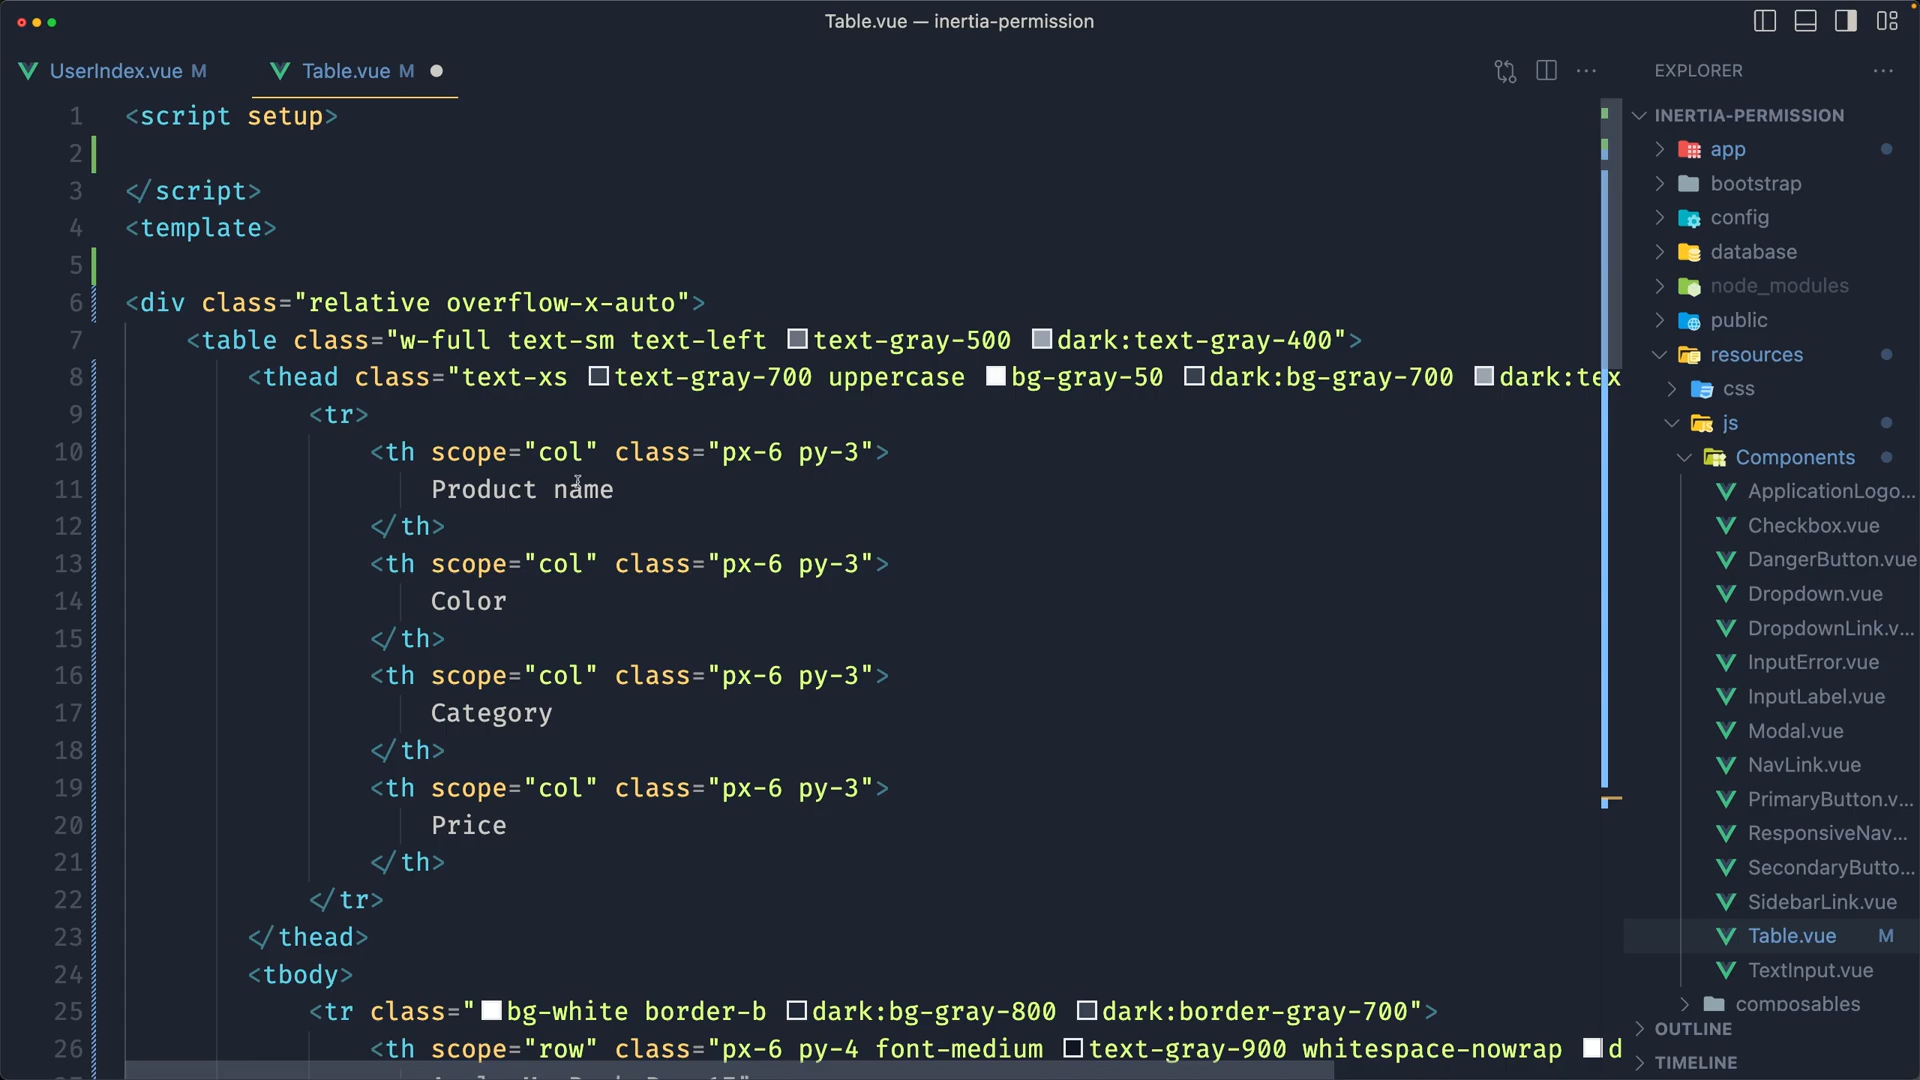 Table.vue — inertia-permission
UserIndex.vue M
Table.vue M
1 <script setup>
2
3 </script>
4 <template>
5
6 <div class="relative overflow-x-auto">
7 <table class="w-full text-sm text-left text-gray-500 dark:text-gray-400">
8 <thead class="text-xs text-gray-700 uppercase bg-gray-50 dark:bg-gray-700 dark:tex
9 <tr>
10 <th scope="col" class="px-6 py-3">
11 Product name
12 </th>
13 <th scope="col" class="px-6 py-3">
14 Color
15 </th>
16 <th scope="col" class="px-6 py-3">
17 Category
18 </th>
19 <th scope="col" class="px-6 py-3">
20 Price
21 </th>
22 </tr>
23 </thead>
24 <tbody>
25 <tr class="bg-white border-b dark:bg-gray-800 dark:border-gray-700">
26 <th scope="row" class="px-6 py-4 font-medium text-gray-900 whitespace-nowrap d
EXPLORER
INERTIA-PERMISSION
app
bootstrap
config
database
node_modules
public
resources
css
js
Components
ApplicationLogo...
Checkbox.vue
DangerButton.vue
Dropdown.vue
DropdownLink.v...
InputError.vue
InputLabel.vue
Modal.vue
NavLink.vue
PrimaryButton.v...
ResponsiveNav...
SecondaryButto...
SidebarLink.vue
Table.vue M
TextInput.vue
composables
OUTLINE
TIMELINE